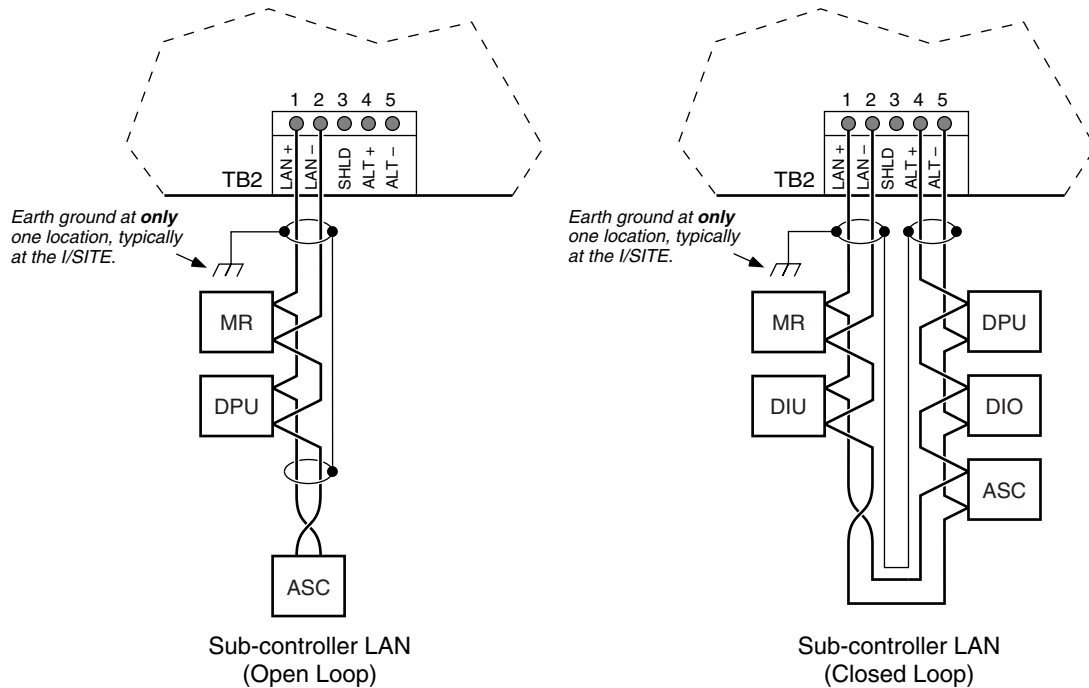 1 2 3 4 5
LAN +
LAN –
SHLD
ALT +
ALT –
TB2
Earth ground at only
one location, typically
at the I/SITE.
MR
DPU
ASC
Sub-controller LAN
(Open Loop)
1 2 3 4 5
LAN +
LAN –
SHLD
ALT +
ALT –
TB2
Earth ground at only
one location, typically
at the I/SITE.
MR
DPU
DIU
DIO
ASC
Sub-controller LAN
(Closed Loop)